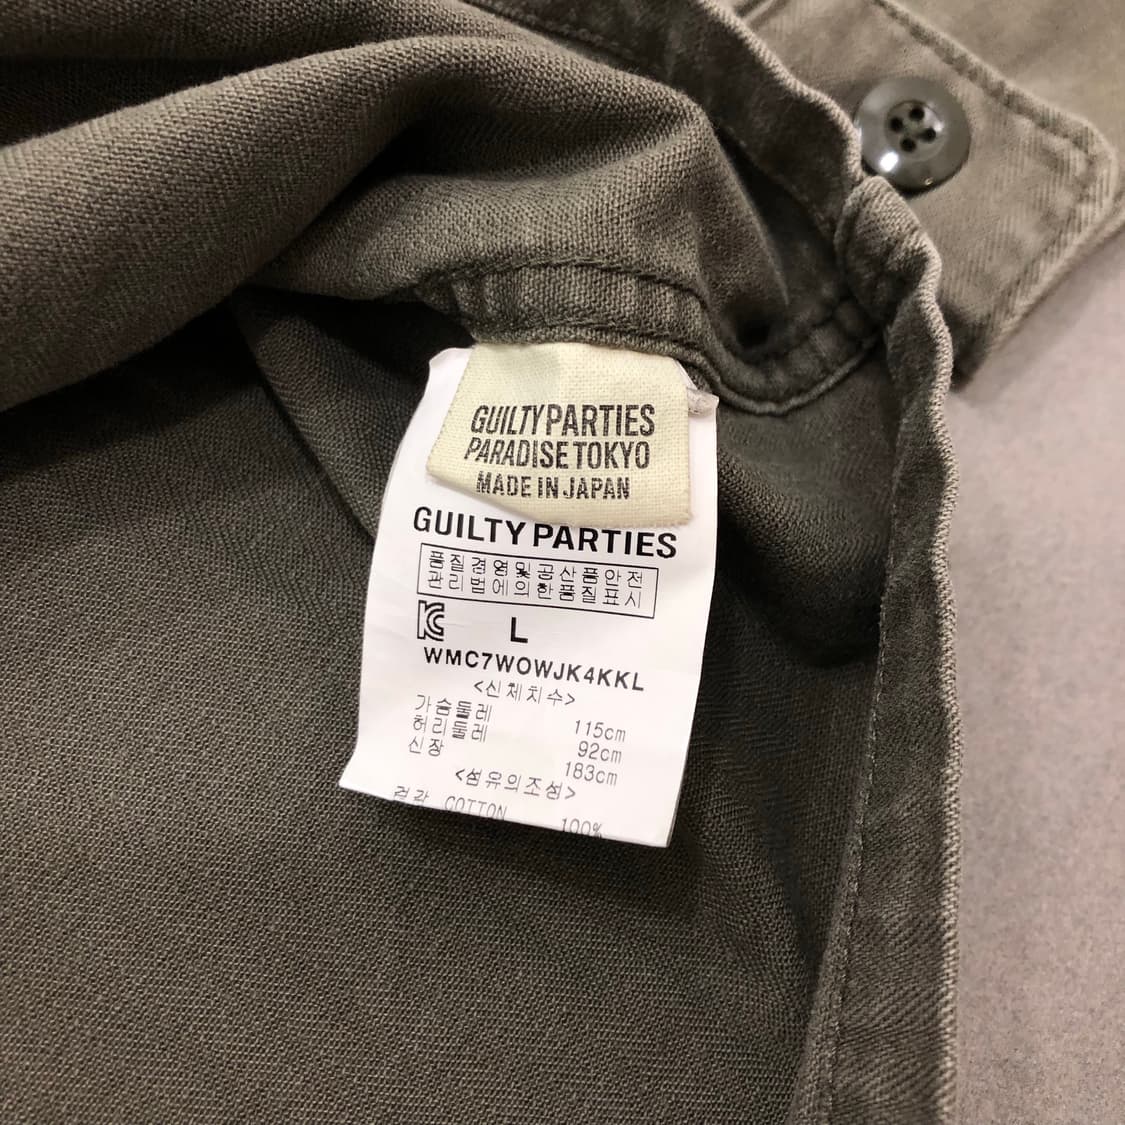 GUILTY PARTIES
PARADISE TOKYO
MADE IN JAPAN
GUILTY PARTIES
품질경영및공산품안전
관리법에의한품질표시
L
WMC7WOWJK4KKL
<신체치수>
가슴둘레 115cm
허리둘레 92cm
신장 183cm
<섬유의조성>
겉감 COTTON 100%